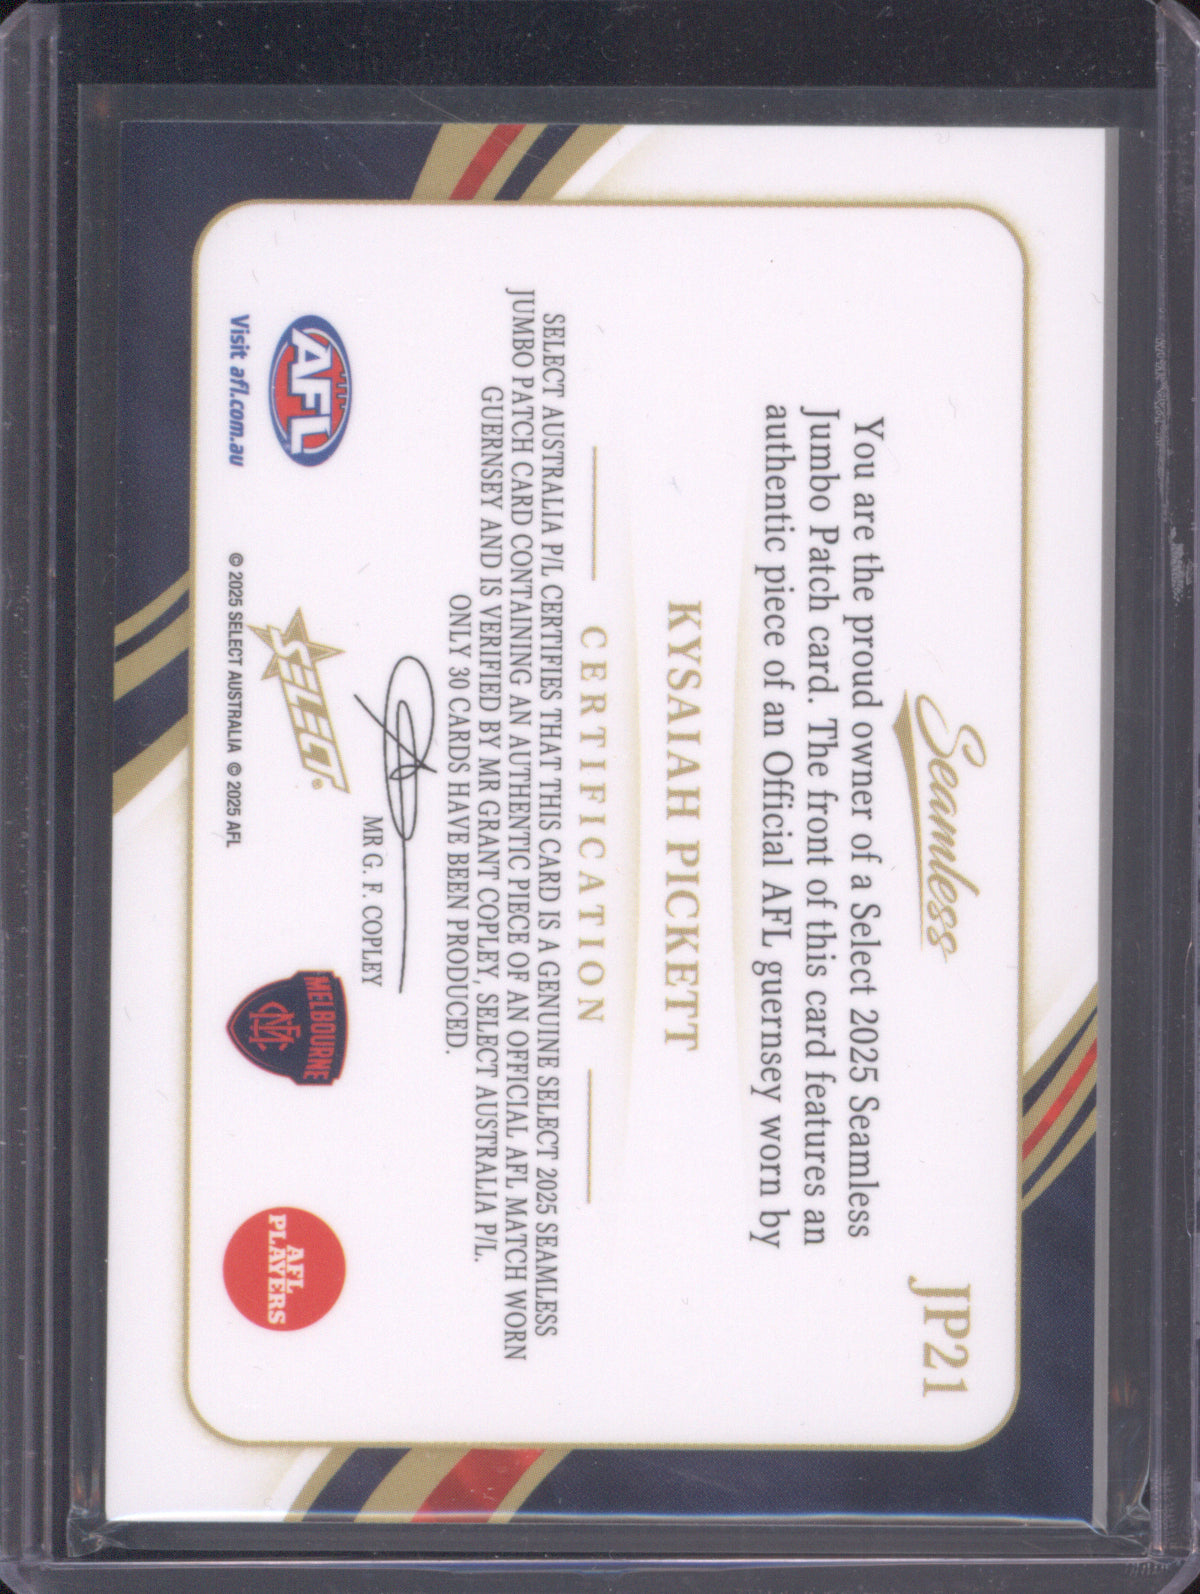 Seamless
JP21
You are the proud owner of a Select 2025 Seamless
Jumbo Patch card. The front of this card features an
authentic piece of an Official AFL guernsey worn by
KYSAIAH PICKETT
CERTIFICATION
SELECT AUSTRALIA P/L CERTIFIES THAT THIS CARD IS A GENUINE SELECT 2025 SEAMLESS
JUMBO PATCH CARD CONTAINING AN AUTHENTIC PIECE OF AN OFFICIAL AFL MATCH WORN
GUERNSEY AND IS VERIFIED BY MR GRANT COPLEY, SELECT AUSTRALIA P/L.
ONLY 30 CARDS HAVE BEEN PRODUCED.
MR G. F. COPLEY
AFL
Visit afl.com.au
SELECT®
© 2025 SELECT AUSTRALIA © 2025 AFL
MELBOURNE
AFL
PLAYERS